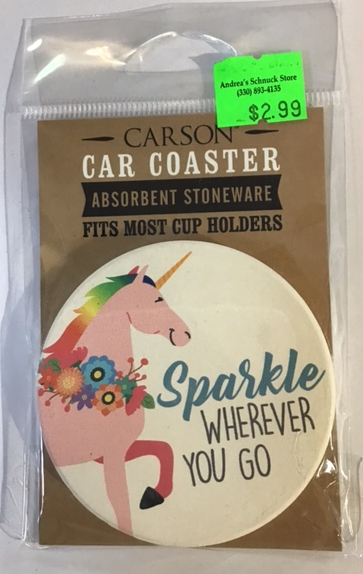 Andrea's Schnuck Store
(330) 893-4135
$2.99
CARSON
CAR COASTER
ABSORBENT STONEWARE
FITS MOST CUP HOLDERS
Sparkle
WHEREVER
YOU GO